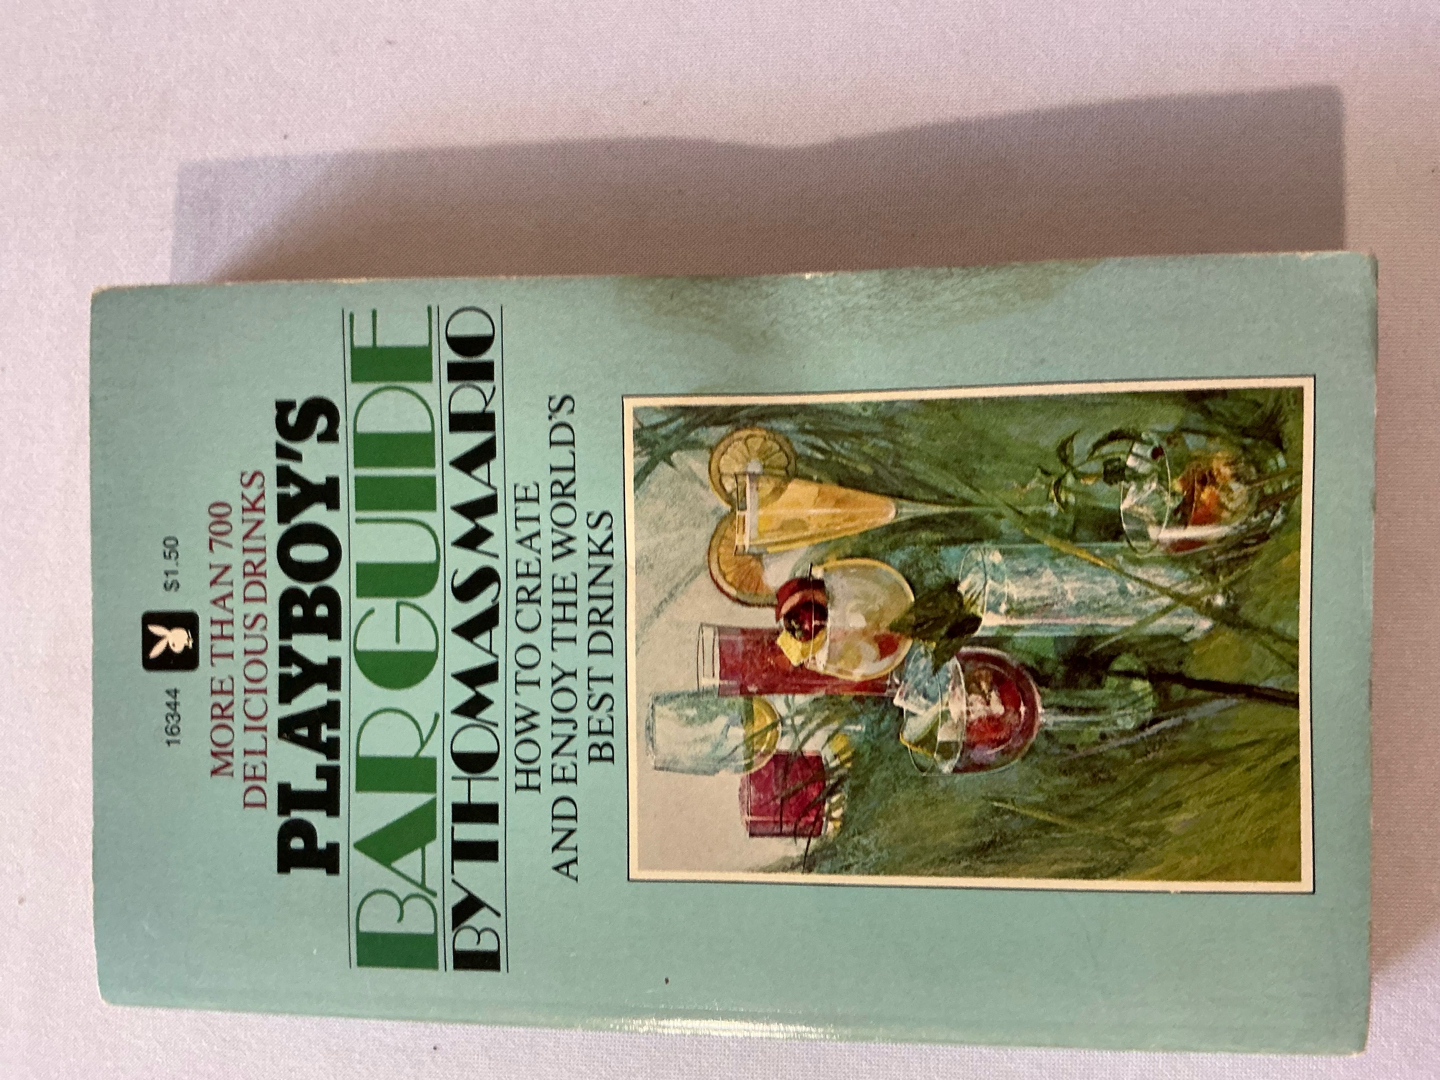 16344 $1.50
MORE THAN 700
DELICIOUS DRINKS
PLAYBOY'S
BAR GUIDE
BY THOMAS MARIO
HOW TO CREATE
AND ENJOY THE WORLD'S
BEST DRINKS